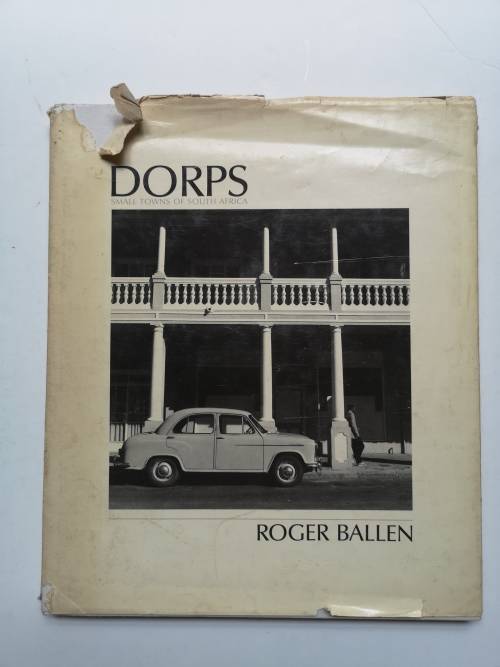 DORPS
SMALL TOWNS OF SOUTH AFRICA
ROGER BALLEN